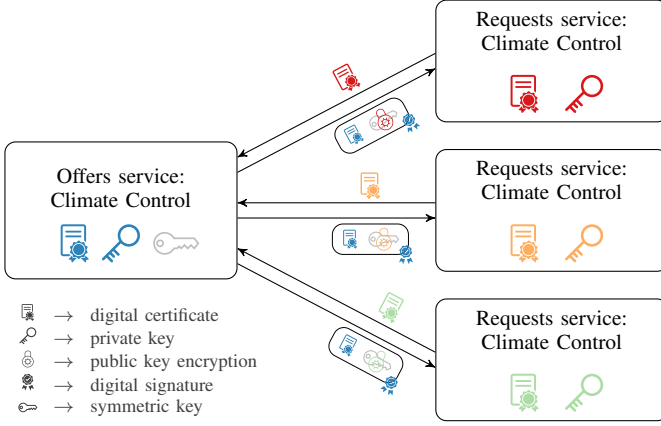 Requests service:
Climate Control
Offers service:
Climate Control
Requests service:
Climate Control
Requests service:
Climate Control
→ digital certificate
→ private key
→ public key encryption
→ digital signature
→ symmetric key